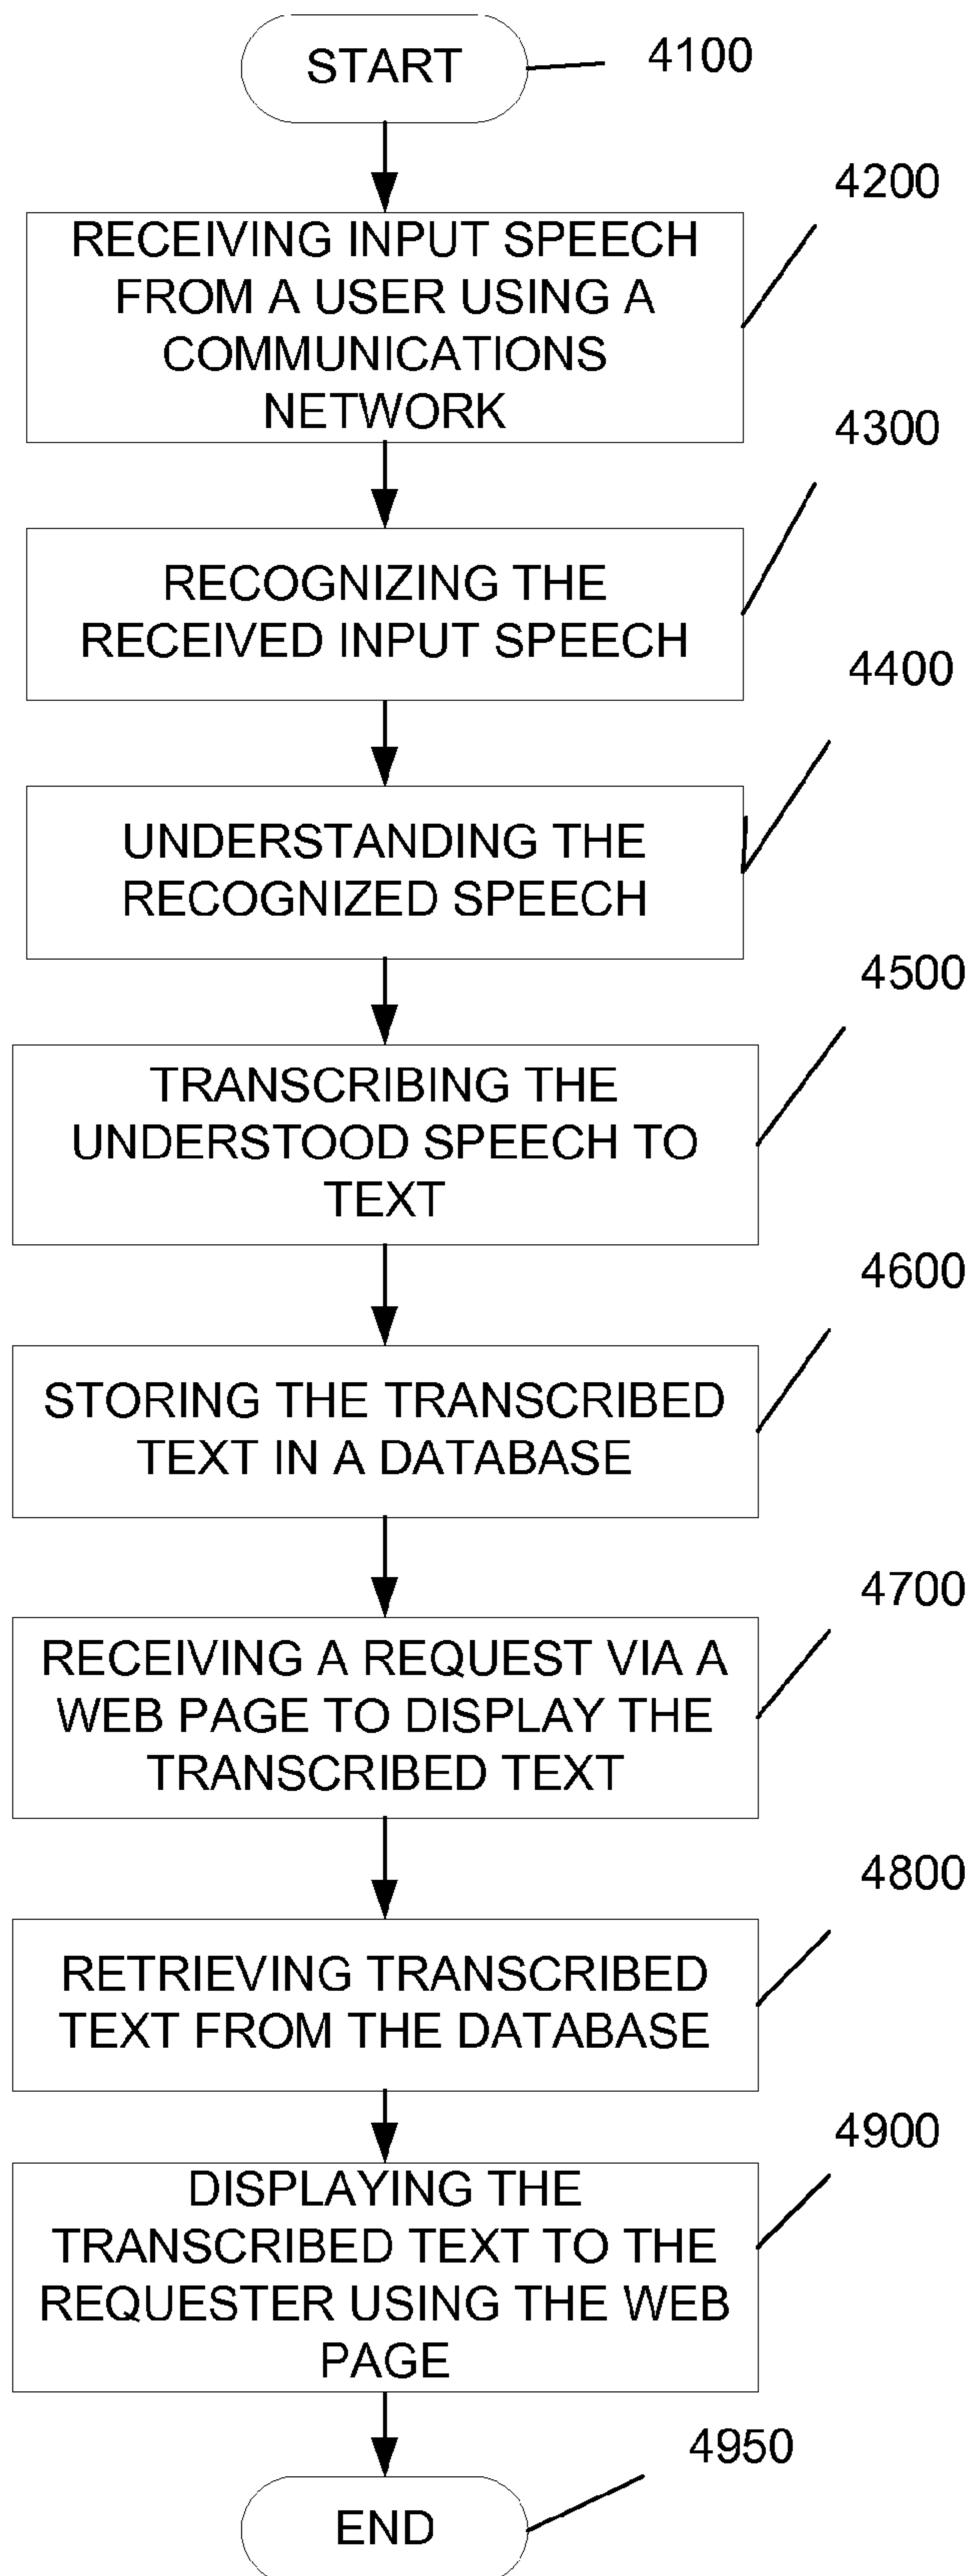 START
4100
4200
RECEIVING INPUT SPEECH
FROM A USER USING A
COMMUNICATIONS
NETWORK
4300
RECOGNIZING THE
RECEIVED INPUT SPEECH
4400
UNDERSTANDING THE
RECOGNIZED SPEECH
4500
TRANSCRIBING THE
UNDERSTOOD SPEECH TO
TEXT
4600
STORING THE TRANSCRIBED
TEXT IN A DATABASE
4700
RECEIVING A REQUEST VIA A
WEB PAGE TO DISPLAY THE
TRANSCRIBED TEXT
4800
RETRIEVING TRANSCRIBED
TEXT FROM THE DATABASE
4900
DISPLAYING THE
TRANSCRIBED TEXT TO THE
REQUESTER USING THE WEB
PAGE
4950
END